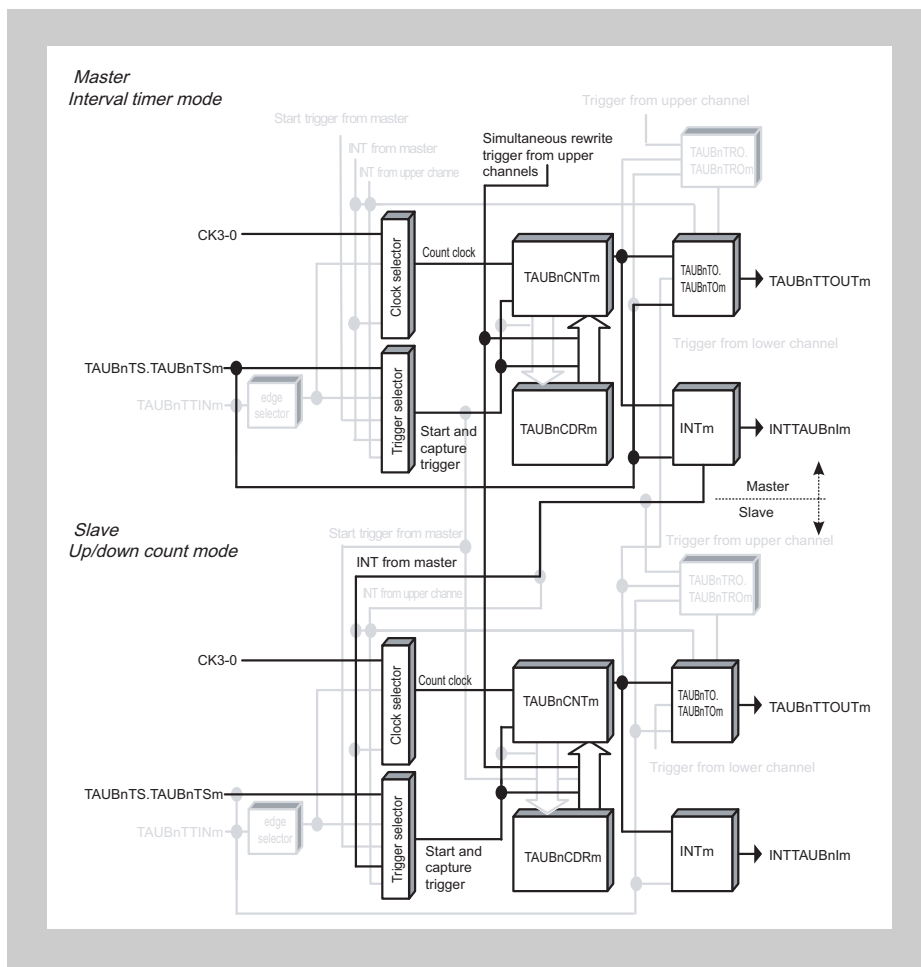 Master
Interval timer mode
Trigger from upper channel
Start trigger from master
Simultaneous rewrite
trigger from upper
channels
INT from master
INT from upper channe
TAUBnTRO.
TAUBnTROm
CK3-0
Clock selector
Count clock
TAUBnCNTm
TAUBnTO.
TAUBnTOm
TAUBnTTOUTm
Trigger from lower channel
TAUBnTS.TAUBnTSm
TAUBnTTINm
edge
selector
Trigger selector
Start and
capture
trigger
TAUBnCDRm
INTm
INTTAUBnIm
Master
Slave
Slave
Up/down count mode
Start trigger from master
Trigger from upper channel
INT from master
INT from upper channe
TAUBnTRO.
TAUBnTROm
CK3-0
Clock selector
Count clock
TAUBnCNTm
TAUBnTO.
TAUBnTOm
TAUBnTTOUTm
Trigger from lower channel
TAUBnTS.TAUBnTSm
TAUBnTTINm
edge
selector
Trigger selector
Start and
capture
trigger
TAUBnCDRm
INTm
INTTAUBnIm